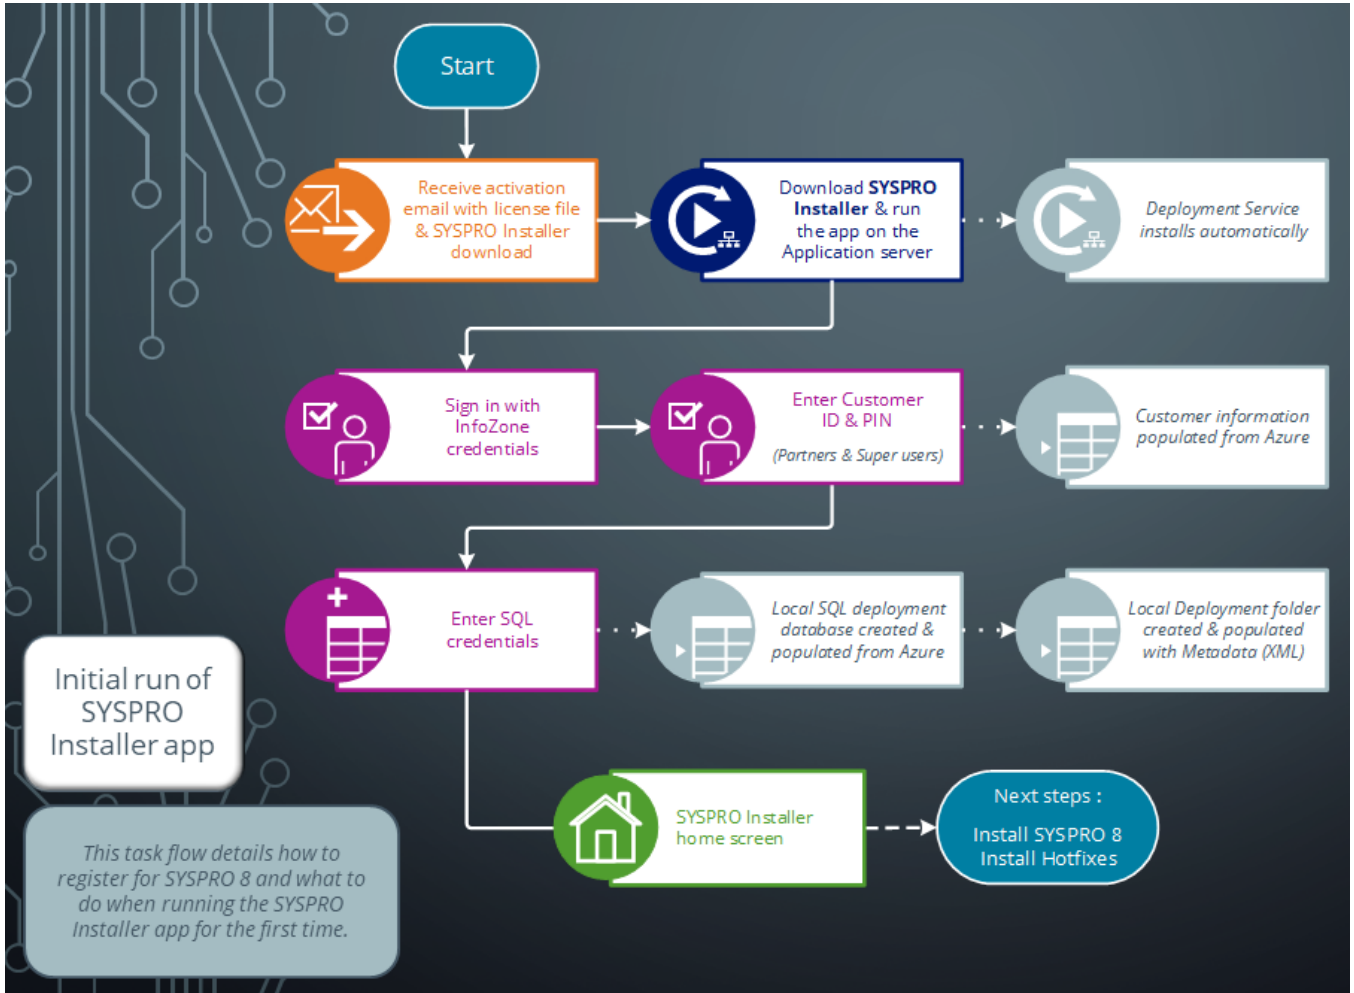 Start
Receive activation
email with license file
& SYSPRO Installer
download
Download SYSPRO
Installer & run
the app on the
Application server
Deployment Service
installs automatically
Sign in with
InfoZone
credentials
Enter Customer
ID & PIN
(Partners & Super users)
Customer information
populated from Azure
Enter SQL
credentials
Local SQL deployment
database created &
populated from Azure
Local Deployment folder
created & populated
with Metadata (XML)
Initial run of
SYSPRO
Installer app
SYSPRO Installer
home screen
Next steps :
Install SYSPRO 8
Install Hotfixes
This task flow details how to
register for SYSPRO 8 and what to
do when running the SYSPRO
Installer app for the first time.